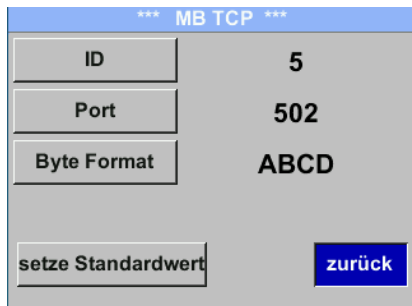 *** MB TCP ***
ID 5
Port 502
Byte Format ABCD
setze Standardwert zurück